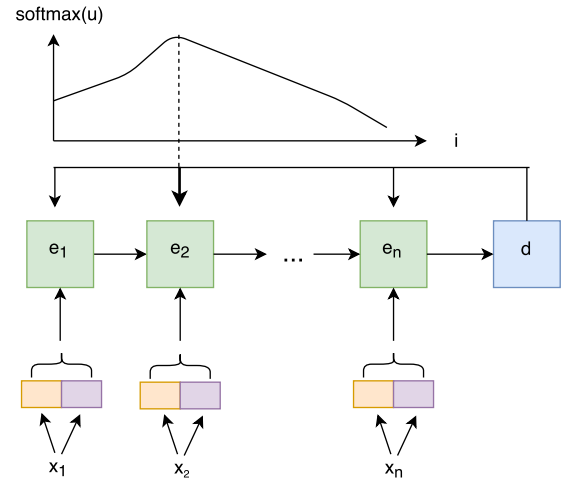 softmax(u)
i
e₁ e₂ ... eₙ d
x₁ x₂ xₙ